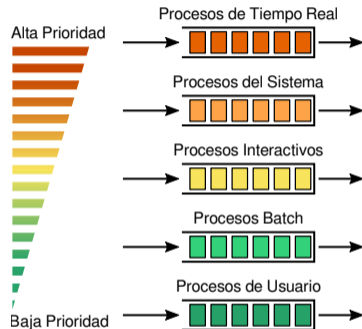 Procesos de Tiempo Real
Alta Prioridad
Procesos del Sistema
Procesos Interactivos
Procesos Batch
Procesos de Usuario
Baja Prioridad